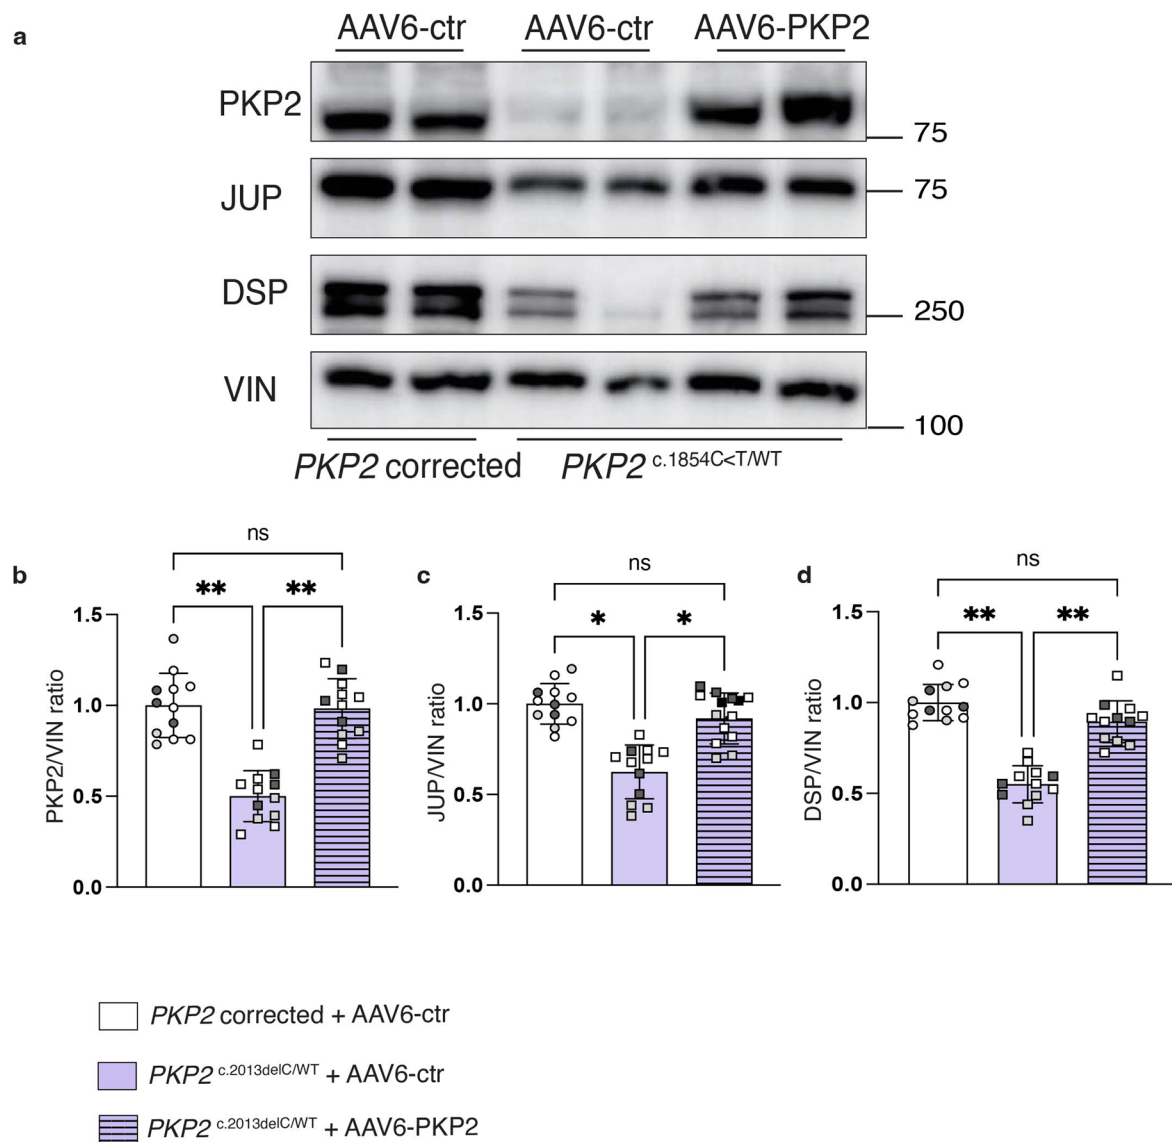 a
AAV6-ctr AAV6-ctr AAV6-PKP2
PKP2
75
JUP
75
DSP
250
VIN
100
PKP2 corrected PKP2 c.1854C<T/WT
b
ns
** **
PKP2/VIN ratio
1.5
1.0
0.5
0.0
c
ns
* *
JUP/VIN ratio
1.5
1.0
0.5
0.0
d
ns
** **
DSP/VIN ratio
1.5
1.0
0.5
0.0
PKP2 corrected + AAV6-ctr
PKP2 c.2013delC/WT + AAV6-ctr
PKP2 c.2013delC/WT + AAV6-PKP2